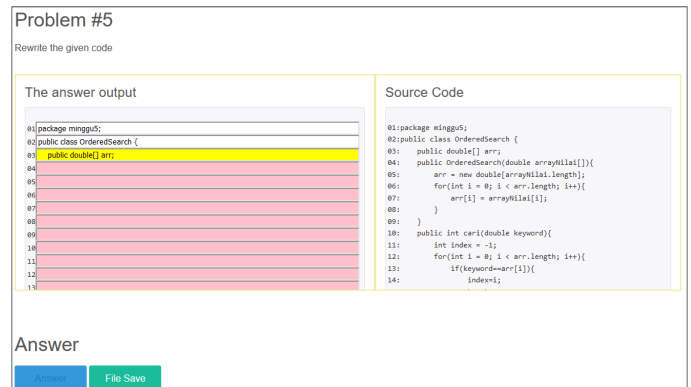 Problem #5
Rewrite the given code
The answer output
01 package minggu5;
02 public class OrderedSearch {
03 public double[] arr;
04
05
06
07
08
09
10
11
12
13
Source Code
01:package minggu5;
02:public class OrderedSearch {
03: public double[] arr;
04: public OrderedSearch(double arrayNilai[]){
05: arr = new double[arrayNilai.length];
06: for(int i = 0; i < arr.length; i++){
07: arr[i] = arrayNilai[i];
08: }
09: }
10: public int cari(double keyword){
11: int index = -1;
12: for(int i = 0; i < arr.length; i++){
13: if(keyword==arr[i]){
14: index=i;
Answer
Answer
File Save